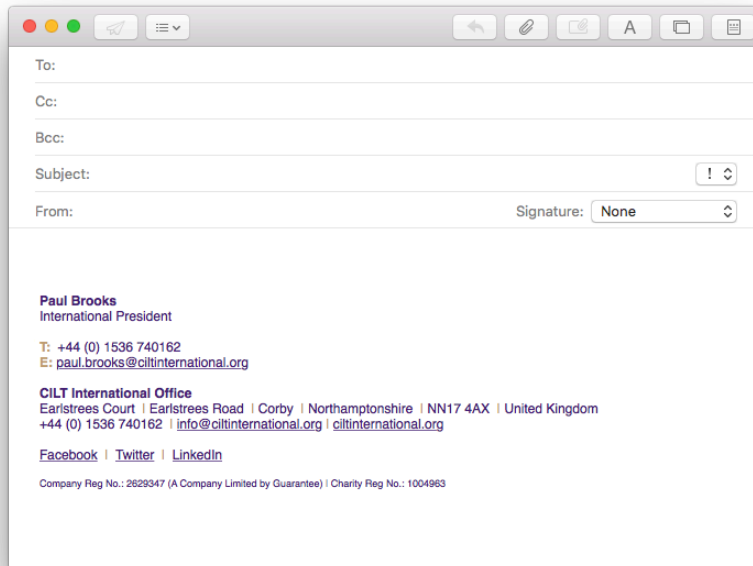 To:
Cc:
Bcc:
Subject:
!
From:
Signature: None
A
Paul Brooks
International President
T: +44 (0) 1536 740162
E: paul.brooks@ciltinternational.org
CILT International Office
Earlstrees Court | Earlstrees Road | Corby | Northamptonshire | NN17 4AX | United Kingdom
+44 (0) 1536 740162 | info@ciltinternational.org | ciltinternational.org
Facebook | Twitter | LinkedIn
Company Reg No.: 2629347 (A Company Limited by Guarantee) | Charity Reg No.: 1004963